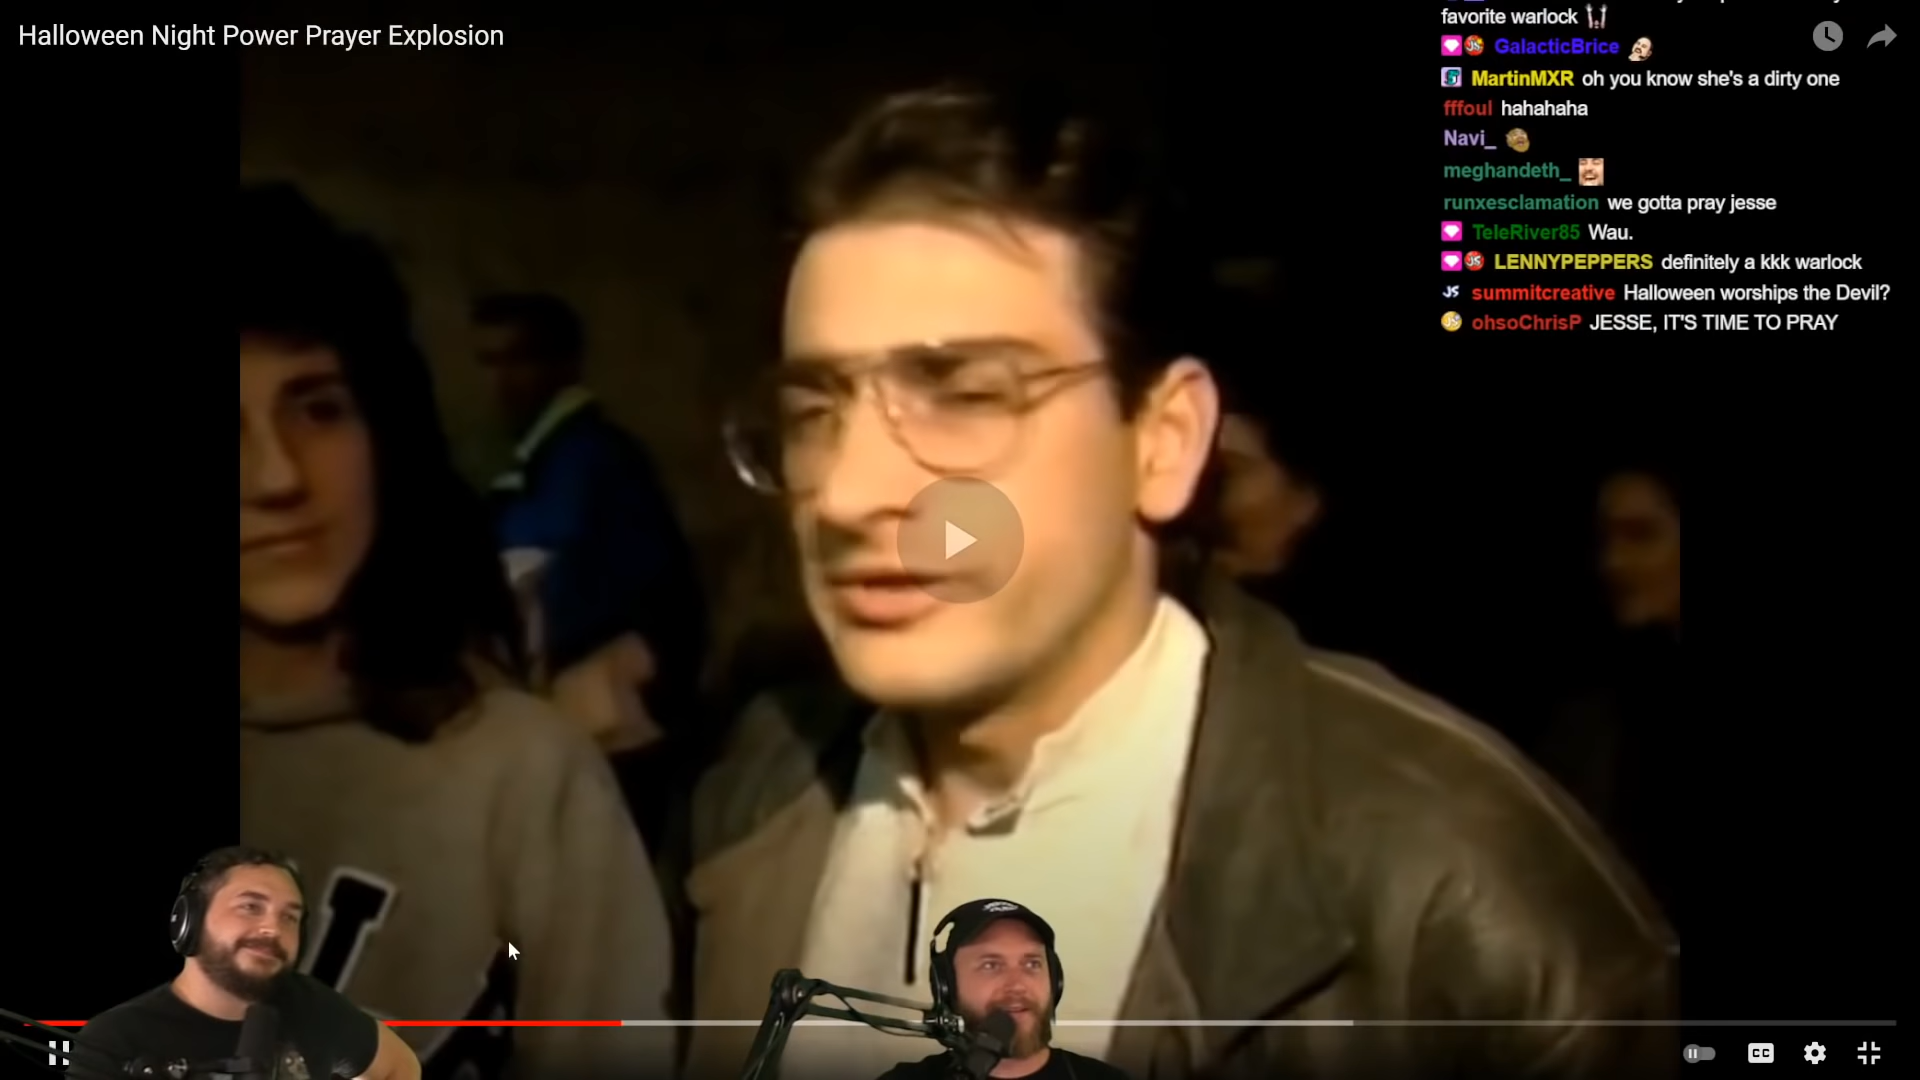 Halloween Night Power Prayer Explosion
favorite warlock
GalacticBrice
MartinMXR oh you know she's a dirty one
fffoul hahahaha
Navi_
meghandeth_
runxesclamation we gotta pray jesse
TeleRiver85 Wau.
LENNYPEPPERS definitely a kkk warlock
JS summitcreative Halloween worships the Devil?
ohsoChrisP JESSE, IT'S TIME TO PRAY
CC